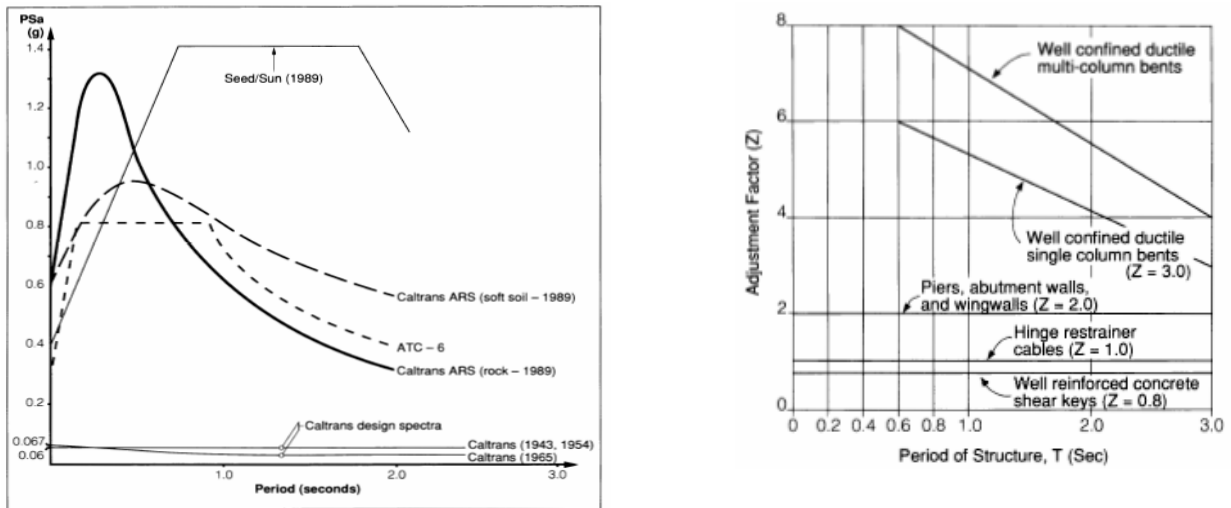 PSa
(g)
1.4
1.2
1.0
0.8
0.6
0.4
0.2
0.067
0.06
Seed/Sun (1989)
Caltrans ARS (soft soil – 1989)
ATC – 6
Caltrans ARS (rock – 1989)
Caltrans design spectra
Caltrans (1943, 1954)
Caltrans (1965)
1.0
2.0
3.0
Period (seconds)
8
6
4
2
0
Adjustment Factor (Z)
Well confined ductile
multi-column bents
Well confined ductile
single column bents
(Z = 3.0)
Piers, abutment walls,
and wingwalls (Z = 2.0)
Hinge restrainer
cables (Z = 1.0)
Well reinforced concrete
shear keys (Z = 0.8)
0 0.2 0.4 0.6 0.8 1.0 2.0 3.0
Period of Structure, T (Sec)